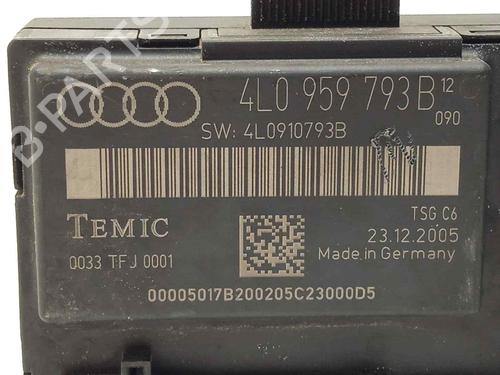 4L0 959 793B 12
090
SW: 4L0910793B
TEMIC
TSG C6
23.12.2005
0033 TFJ 0001
Made in Germany
00005017B200205C23000D5
B-PARTS